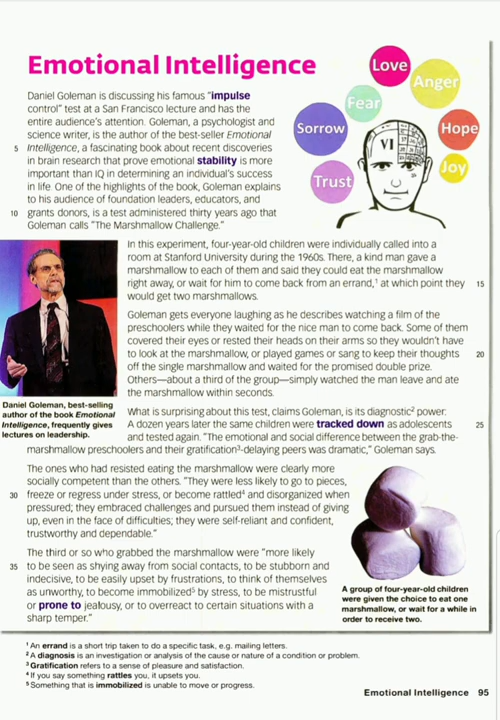 Emotional Intelligence
Love
Anger
Fear
Sorrow
Hope
Joy
Trust
VI
Daniel Goleman is discussing his famous "impulse
control" test at a San Francisco lecture and has the
entire audience's attention. Goleman, a psychologist and
science writer, is the author of the best-seller Emotional
5 Intelligence, a fascinating book about recent discoveries
in brain research that prove emotional stability is more
important than IQ in determining an individual's success
in life. One of the highlights of the book, Goleman explains
to his audience of foundation leaders, educators, and
10 grants donors, is a test administered thirty years ago that
Goleman calls "The Marshmallow Challenge."
In this experiment, four-year-old children were individually called into a
room at Stanford University during the 1960s. There, a kind man gave a
marshmallow to each of them and said they could eat the marshmallow
right away, or wait for him to come back from an errand,¹ at which point they 15
would get two marshmallows.
Goleman gets everyone laughing as he describes watching a film of the
preschoolers while they waited for the nice man to come back. Some of them
covered their eyes or rested their heads on their arms so they wouldn't have
to look at the marshmallow, or played games or sang to keep their thoughts 20
off the single marshmallow and waited for the promised double prize.
Others—about a third of the group—simply watched the man leave and ate
the marshmallow within seconds.
Daniel Goleman, best-selling
author of the book Emotional
Intelligence, frequently gives
lectures on leadership.
What is surprising about this test, claims Goleman, is its diagnostic² power.
A dozen years later the same children were tracked down as adolescents 25
and tested again. "The emotional and social difference between the grab-the-
marshmallow preschoolers and their gratification³-delaying peers was dramatic," Goleman says.
The ones who had resisted eating the marshmallow were clearly more
socially competent than the others. "They were less likely to go to pieces,
30 freeze or regress under stress, or become rattled⁴ and disorganized when
pressured; they embraced challenges and pursued them instead of giving
up, even in the face of difficulties; they were self-reliant and confident,
trustworthy and dependable."
The third or so who grabbed the marshmallow were "more likely
35 to be seen as shying away from social contacts, to be stubborn and
indecisive, to be easily upset by frustrations, to think of themselves
as unworthy, to become immobilized⁵ by stress, to be mistrustful
or prone to jealousy, or to overreact to certain situations with a
sharp temper."
A group of four-year-old children
were given the choice to eat one
marshmallow, or wait for a while in
order to receive two.
¹ An errand is a short trip taken to do a specific task, e.g. mailing letters.
² A diagnosis is an investigation or analysis of the cause or nature of a condition or problem.
³ Gratification refers to a sense of pleasure and satisfaction.
⁴ If you say something rattles you, it upsets you.
⁵ Something that is immobilized is unable to move or progress.
Emotional Intelligence 95